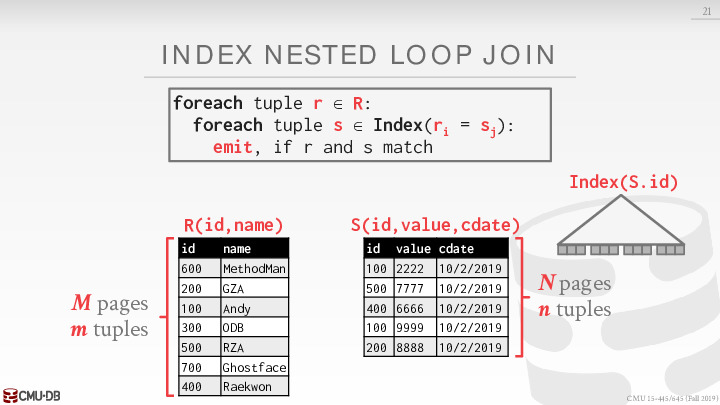 21
INDEX NESTED LOOP JOIN
foreach tuple r ∈ R:
foreach tuple s ∈ Index(ri = sj):
emit, if r and s match
Index(S.id)
R(id,name)
id name
600 MethodMan
200 GZA
100 Andy
300 ODB
500 RZA
700 Ghostface
400 Raekwon
M pages
m tuples
S(id,value,cdate)
id value cdate
100 2222 10/2/2019
500 7777 10/2/2019
400 6666 10/2/2019
100 9999 10/2/2019
200 8888 10/2/2019
N pages
n tuples
CMU·DB
CMU 15-445/645 (Fall 2019)